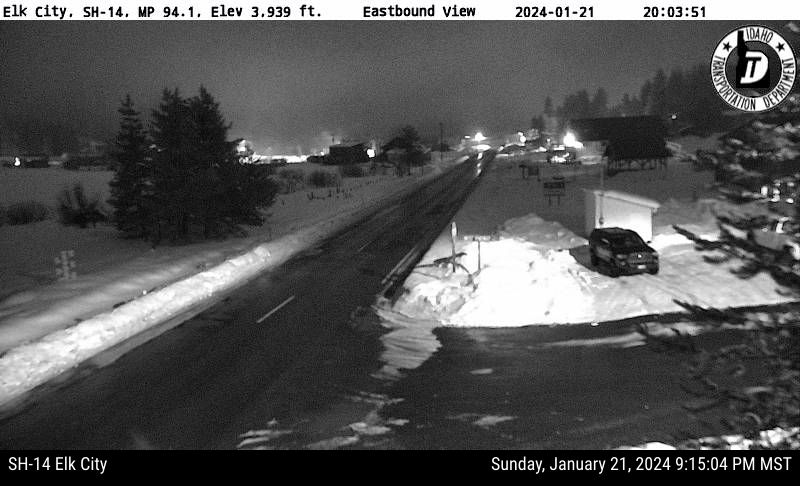 Elk City, SH-14, MP 94.1, Elev 3,939 ft. Eastbound View 2024-01-21 20:03:51
IDAHO
TRANSPORTATION DEPARTMENT
SH-14 Elk City Sunday, January 21, 2024 9:15:04 PM MST